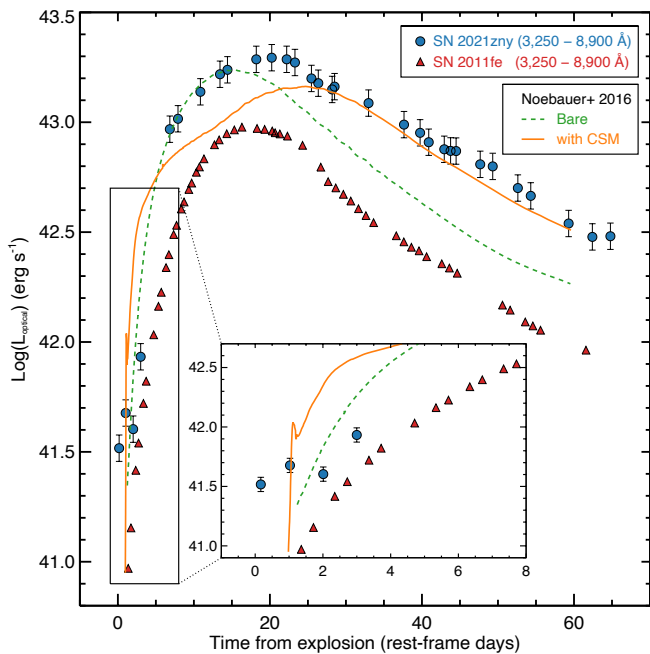 43.5
43.0
42.5
42.0
41.5
41.0
Log(L_optical) (erg s⁻¹)
SN 2021zny (3,250 – 8,900 Å)
SN 2011fe (3,250 – 8,900 Å)
Noebauer+ 2016
Bare
with CSM
42.5
42.0
41.5
41.0
0 2 4 6 8
0 20 40 60
Time from explosion (rest-frame days)